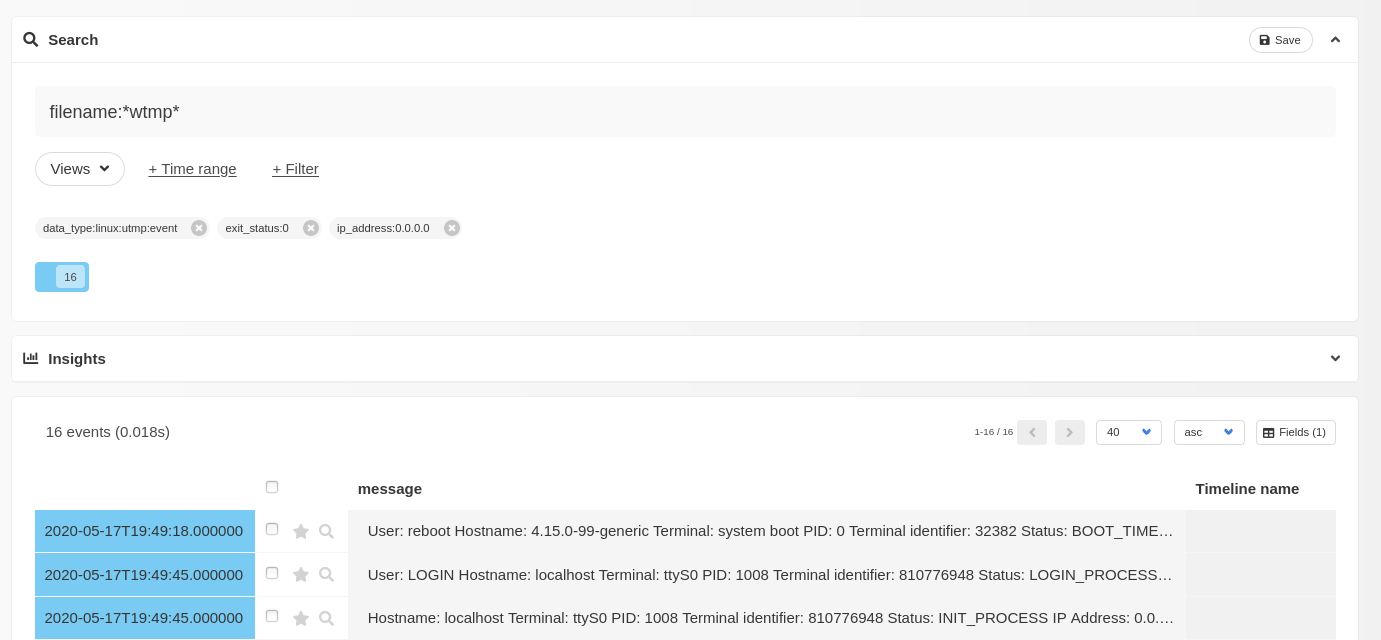 Search Save
filename:*wtmp*
Views + Time range + Filter
data_type:linux:utmp:event exit_status:0 ip_address:0.0.0.0
16
Insights
16 events (0.018s) 1-16 / 16 40 asc Fields (1)
message Timeline name
2020-05-17T19:49:18.000000 User: reboot Hostname: 4.15.0-99-generic Terminal: system boot PID: 0 Terminal identifier: 32382 Status: BOOT_TIME…
2020-05-17T19:49:45.000000 User: LOGIN Hostname: localhost Terminal: ttyS0 PID: 1008 Terminal identifier: 810776948 Status: LOGIN_PROCESS…
2020-05-17T19:49:45.000000 Hostname: localhost Terminal: ttyS0 PID: 1008 Terminal identifier: 810776948 Status: INIT_PROCESS IP Address: 0.0.…